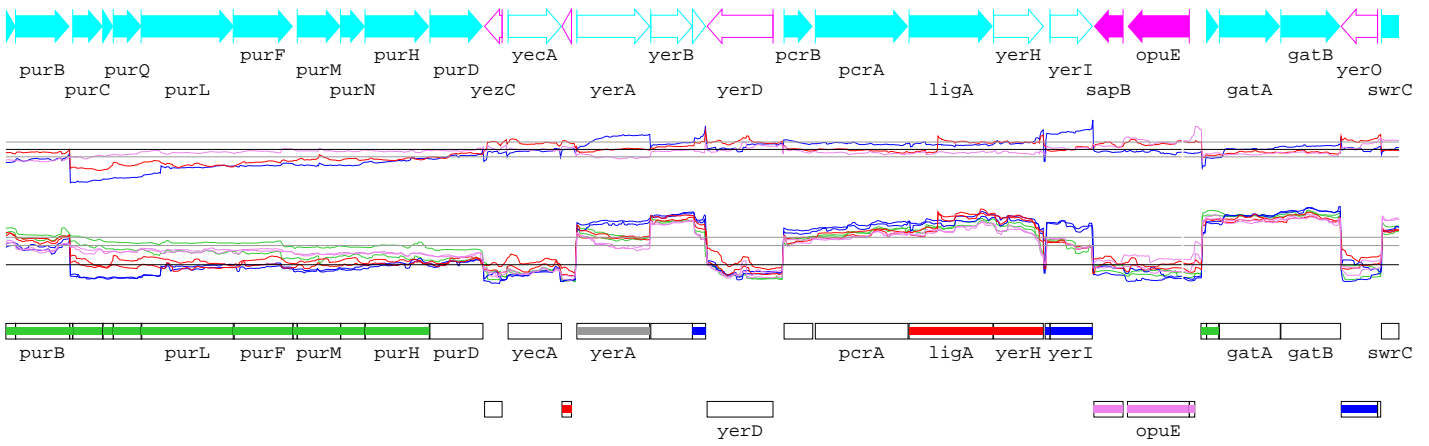 purF purM purH yecA yerB pcrB yerH opuE gatB
purB purQ purL purN purD yerA yerD pcrA ligA yerI sapB gatA yerO
purC yezC swrC
purB purL purF purM purH purD yecA yerA pcrA ligA yerH yerI gatA gatB swrC
yerD opuE